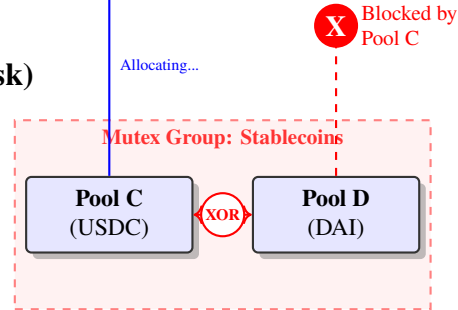 X
Blocked by
Pool C
sk)
Allocating...
Mutex Group: Stablecoins
Pool C
(USDC)
XOR
Pool D
(DAI)